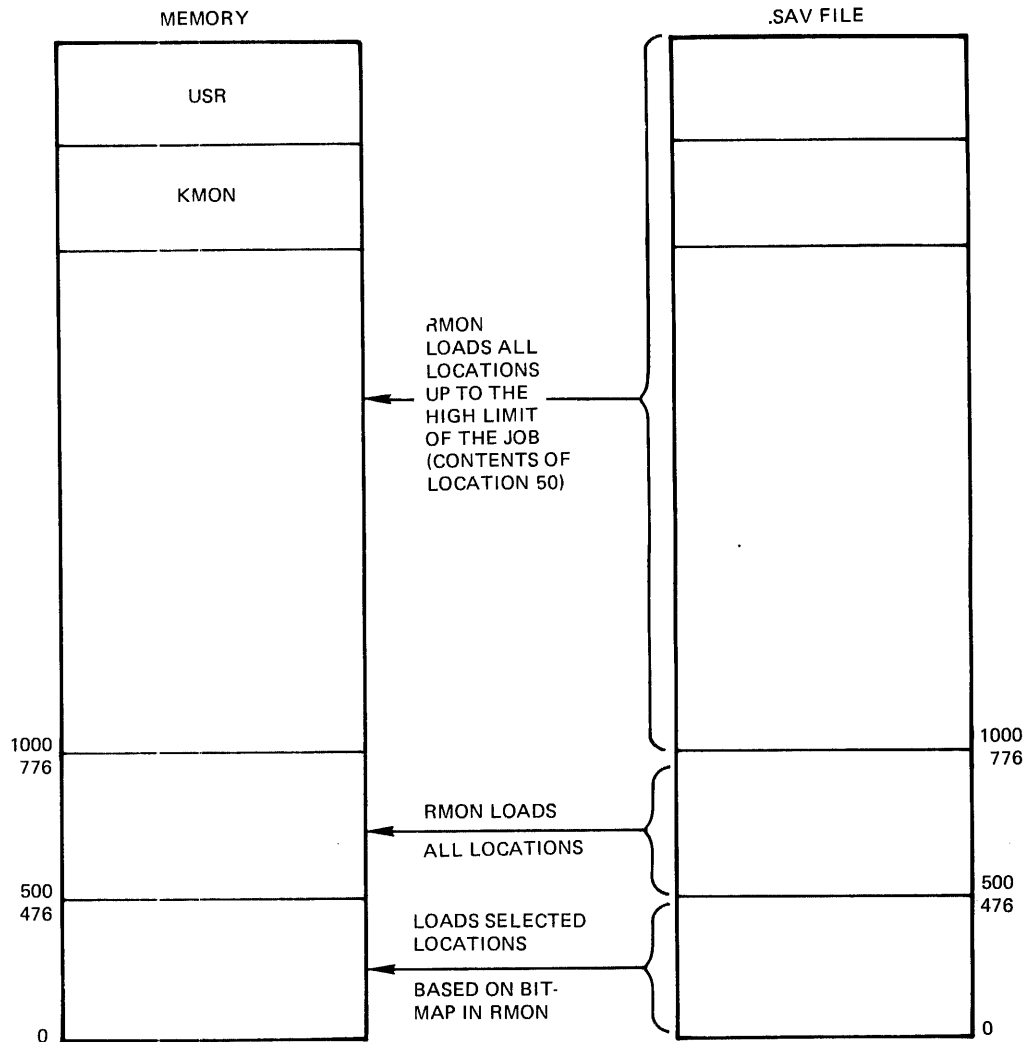 MEMORY
.SAV FILE
USR
KMON
RMON
LOADS ALL
LOCATIONS
UP TO THE
HIGH LIMIT
OF THE JOB
(CONTENTS OF
LOCATION 50)
1000
776
1000
776
RMON LOADS
ALL LOCATIONS
500
476
500
476
LOADS SELECTED
LOCATIONS
BASED ON BIT-
MAP IN RMON
0
0